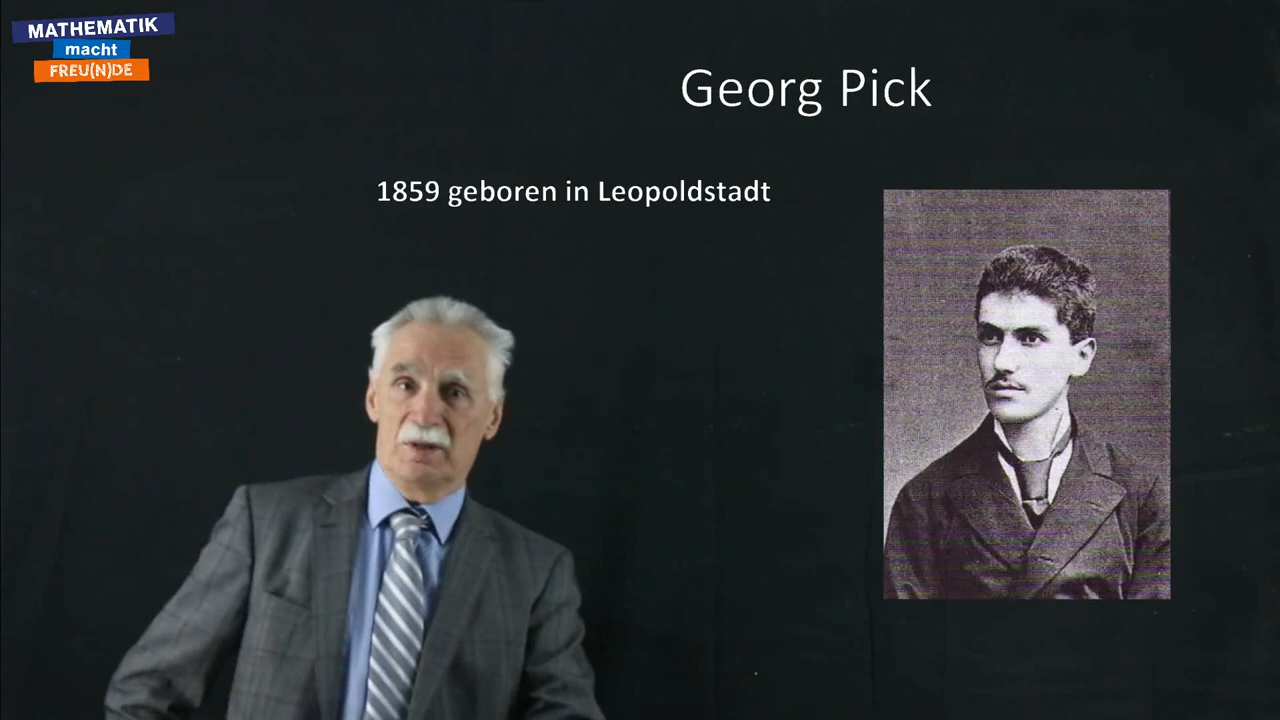 MATHEMATIK
macht
FREU(N)DE
Georg Pick
1859 geboren in Leopoldstadt